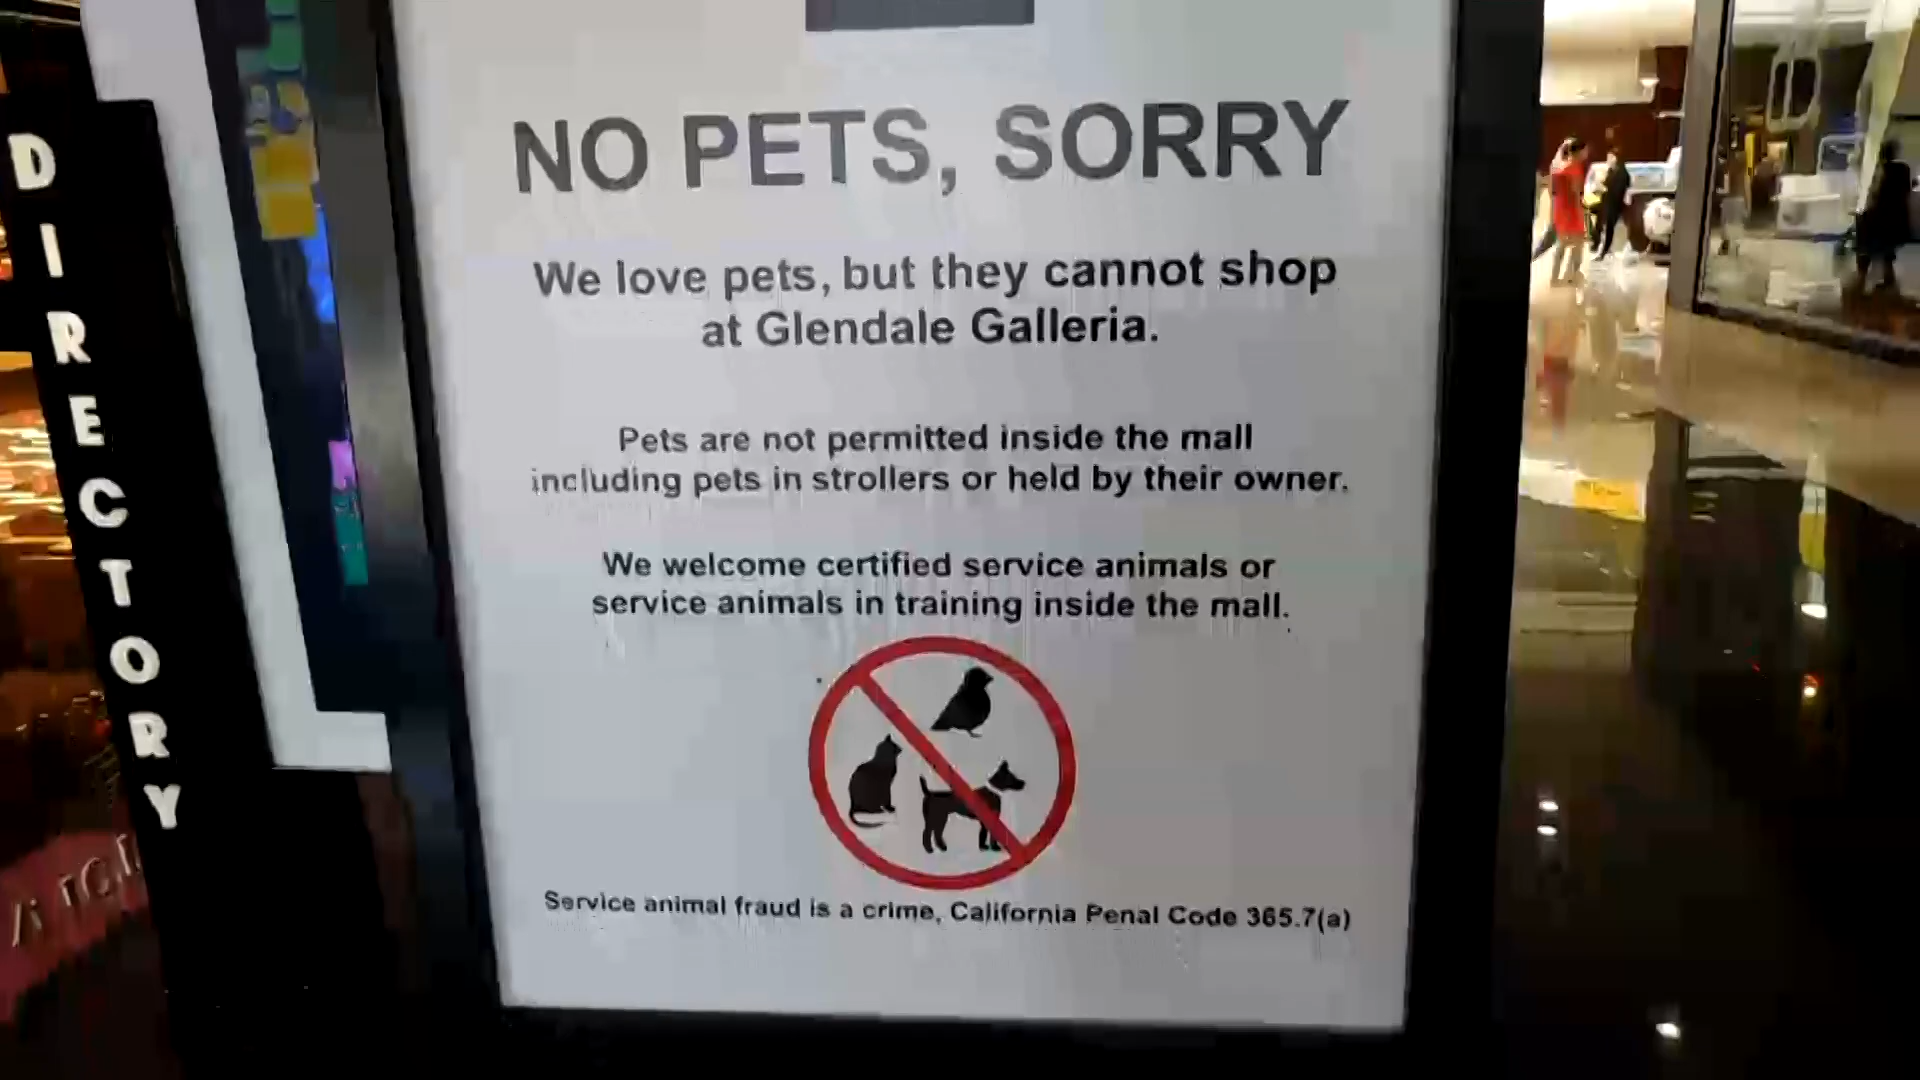 DIRECTORY
NO PETS, SORRY
We love pets, but they cannot shop
at Glendale Galleria.
Pets are not permitted inside the mall
including pets in strollers or held by their owner.
We welcome certified service animals or
service animals in training inside the mall.
Service animal fraud is a crime, California Penal Code 365.7(a)